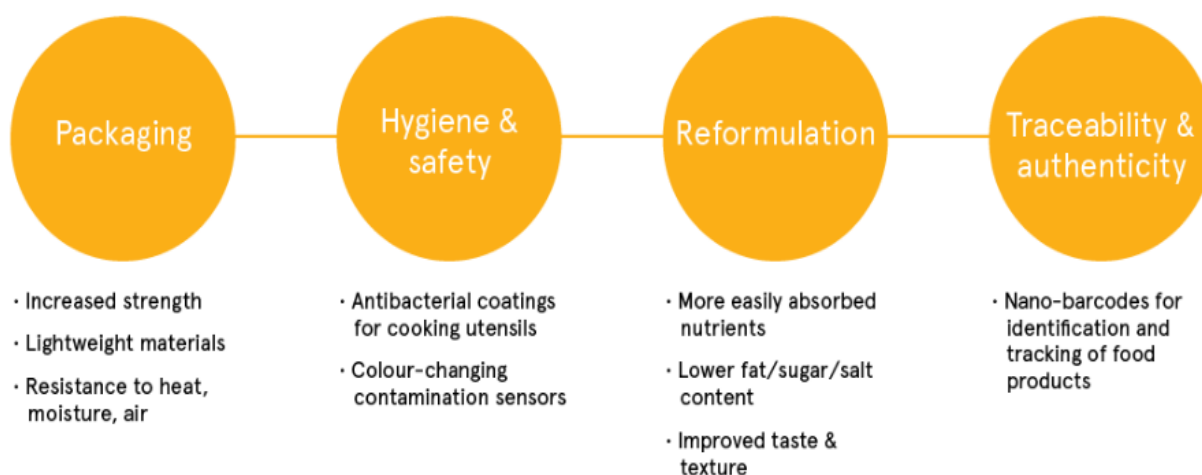 Packaging
· Increased strength
· Lightweight materials
· Resistance to heat,
moisture, air
Hygiene &
safety
· Antibacterial coatings
for cooking utensils
· Colour-changing
contamination sensors
Reformulation
· More easily absorbed
nutrients
· Lower fat/sugar/salt
content
· Improved taste &
texture
Traceability &
authenticity
· Nano-barcodes for
identification and
tracking of food
products